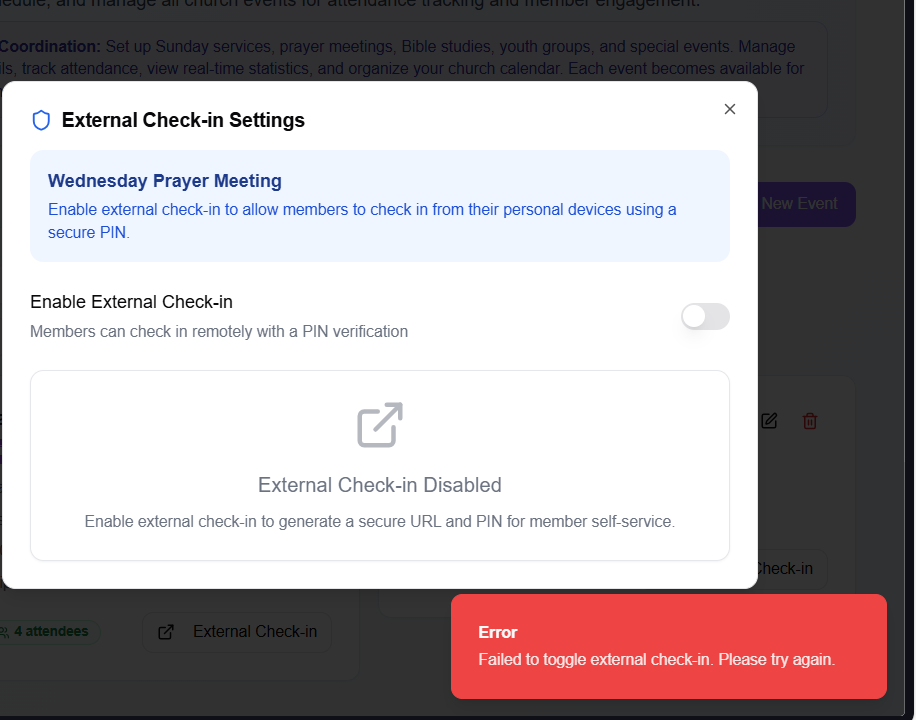 schedule, and manage all church events for attendance tracking and member engagement.
Coordination: Set up Sunday services, prayer meetings, Bible studies, youth groups, and special events. Manage
track attendance, view real-time statistics, and organize your church calendar. Each event becomes available for
External Check-in Settings
Wednesday Prayer Meeting
New Event
Enable external check-in to allow members to check in from their personal devices using a
secure PIN.
Enable External Check-in
Members can check in remotely with a PIN verification
External Check-in Disabled
Enable external check-in to generate a secure URL and PIN for member self-service.
Check-in
4 attendees
External Check-in
Error
Failed to toggle external check-in. Please try again.